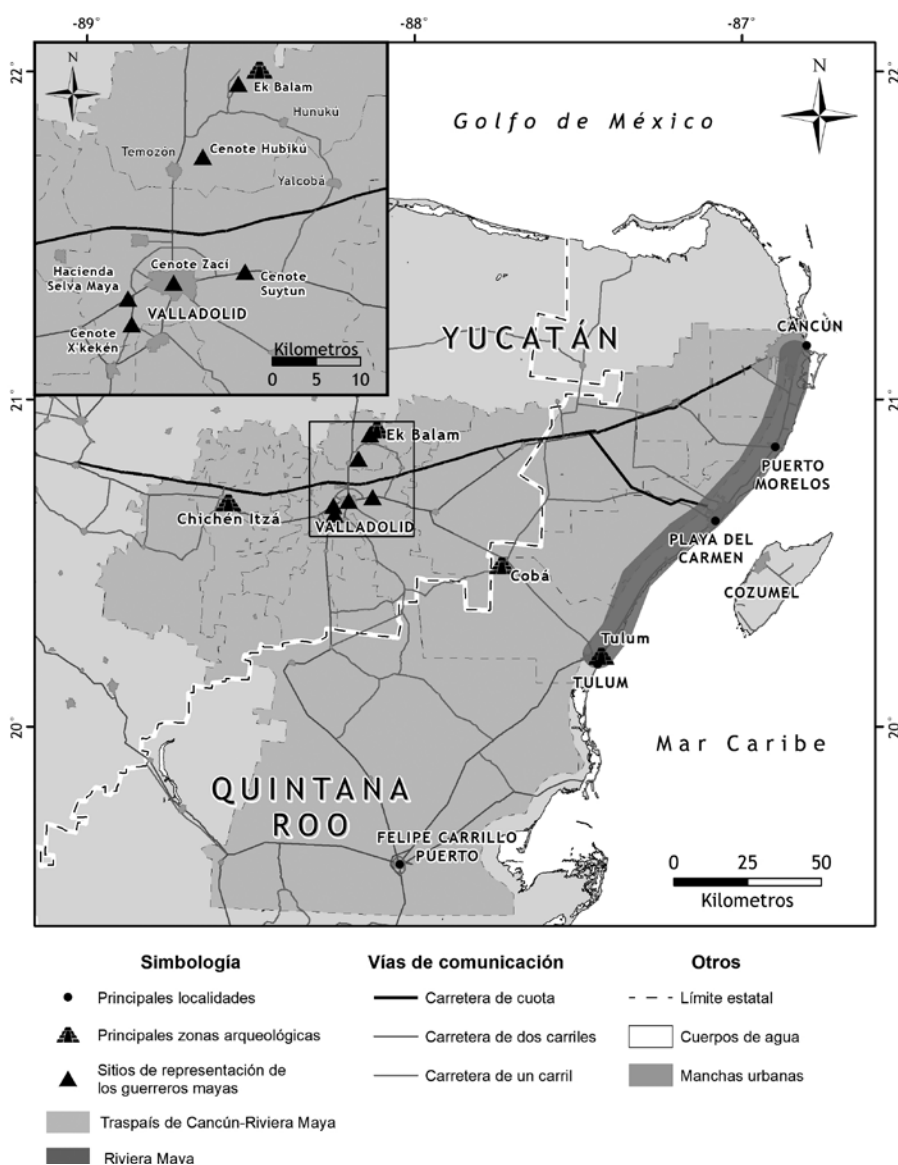 -89°
-88°
-87°
22°
22°
21°
21°
20°
20°
N
Ek Balam
Hunukú
Cenote Hubikú
Temozón
Yalcobá
Hacienda
Selva Maya
Cenote Zací
Cenote
Suytun
VALLADOLID
Cenote
X'kekén
Kilometros
0 5 10
Golfo de México
N
YUCATÁN
CANCÚN
Ek Balam
PUERTO
MORELOS
Chichén Itzá
VALLADOLID
PLAYA DEL
CARMEN
Cobá
COZUMEL
Tulum
TULUM
Mar Caribe
QUINTANA
ROO
FELIPE CARRILLO
PUERTO
0 25 50
Kilometros
Simbología
Principales localidades
Principales zonas arqueológicas
Sitios de representación de
los guerreros mayas
Traspaís de Cancún-Riviera Maya
Riviera Maya
Vías de comunicación
Carretera de cuota
Carretera de dos carriles
Carretera de un carril
Otros
Límite estatal
Cuerpos de agua
Manchas urbanas